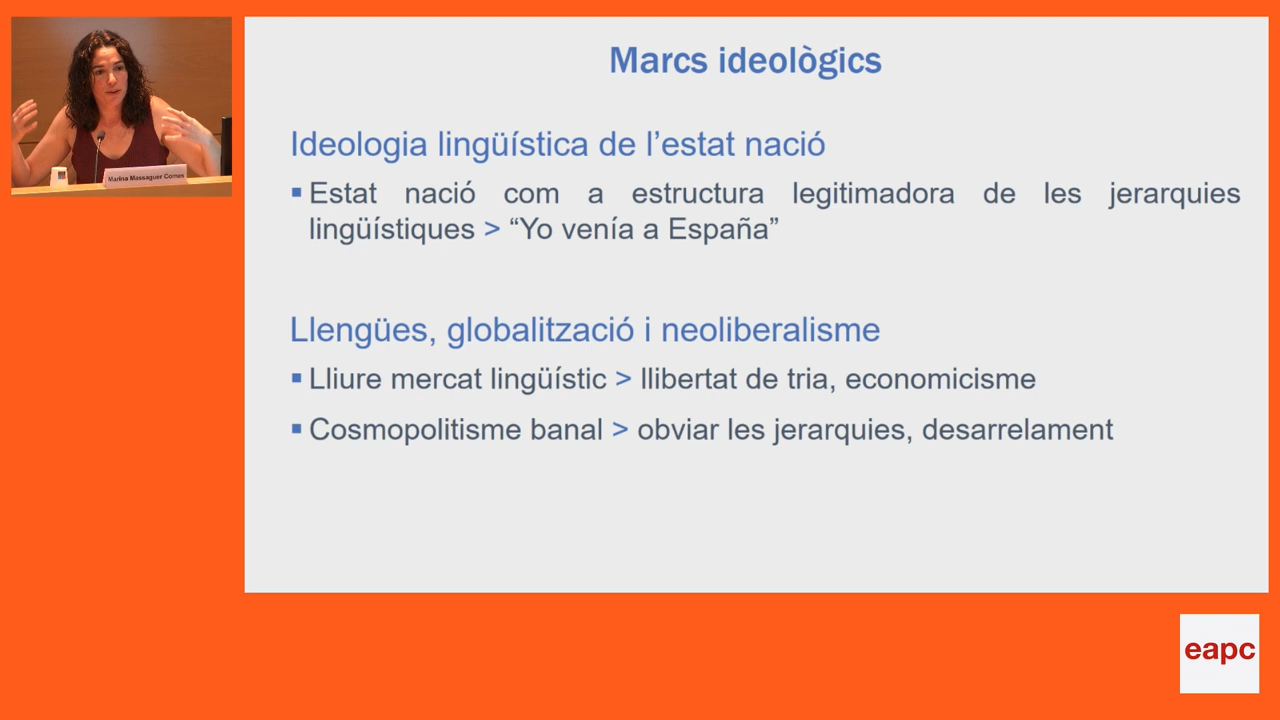 Marina Massaguer Comes
Marcs ideològics
Ideologia lingüística de l’estat nació
▪ Estat nació com a estructura legitimadora de les jerarquies
lingüístiques > “Yo venía a España”
Llengües, globalització i neoliberalisme
▪ Lliure mercat lingüístic > llibertat de tria, economicisme
▪ Cosmopolitisme banal > obviar les jerarquies, desarrelament
eapc